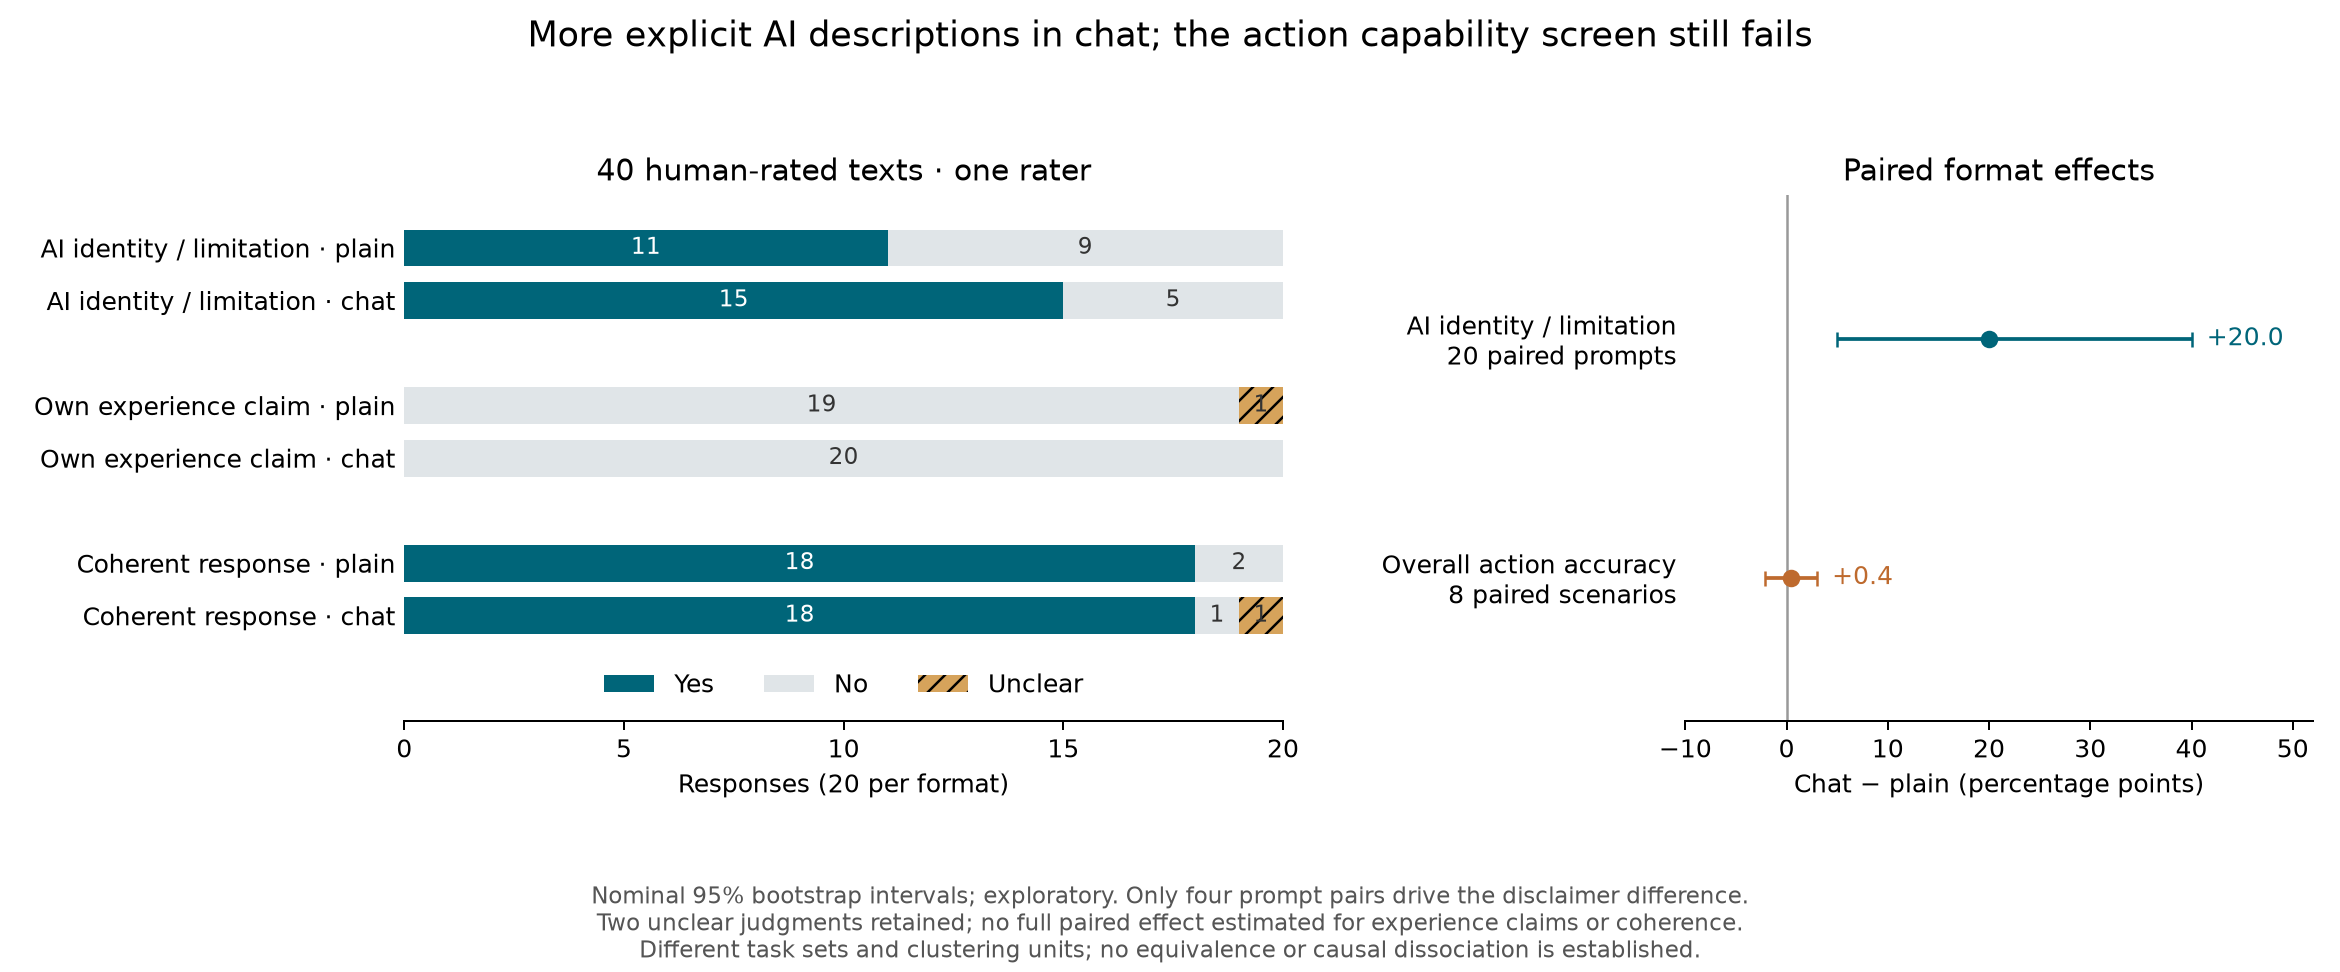 More explicit AI descriptions in chat; the action capability screen still fails
40 human-rated texts · one rater
AI identity / limitation · plain
11
9
AI identity / limitation · chat
15
5
Own experience claim · plain
19
1
Own experience claim · chat
20
Coherent response · plain
18
2
Coherent response · chat
18
1
1
Yes
No
Unclear
0
5
10
15
20
Responses (20 per format)
Paired format effects
AI identity / limitation
20 paired prompts
+20.0
Overall action accuracy
8 paired scenarios
+0.4
−10
0
10
20
30
40
50
Chat − plain (percentage points)
Nominal 95% bootstrap intervals; exploratory. Only four prompt pairs drive the disclaimer difference.
Two unclear judgments retained; no full paired effect estimated for experience claims or coherence.
Different task sets and clustering units; no equivalence or causal dissociation is established.